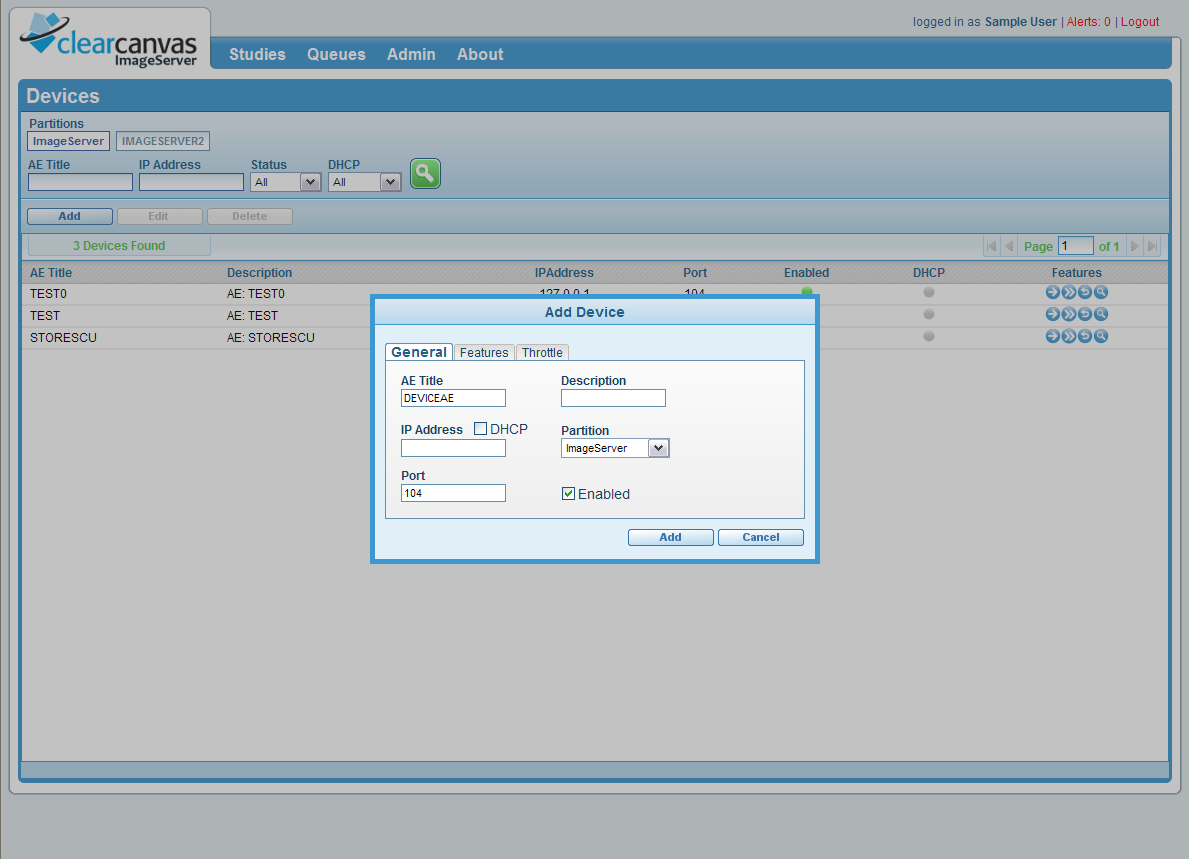 logged in as Sample User | Alerts: 0 | Logout
clearcanvas
ImageServer
Studies Queues Admin About
Devices
Partitions
ImageServer IMAGESERVER2
AE Title IP Address Status DHCP
All All
Add Edit Delete
3 Devices Found Page 1 of 1
AE Title Description IPAddress Port Enabled DHCP Features
TEST0 AE: TEST0 127.0.0.1 104
TEST AE: TEST
STORESCU AE: STORESCU
Add Device
General Features Throttle
AE Title Description
DEVICEAE
IP Address DHCP Partition
ImageServer
Port
104 Enabled
Add Cancel